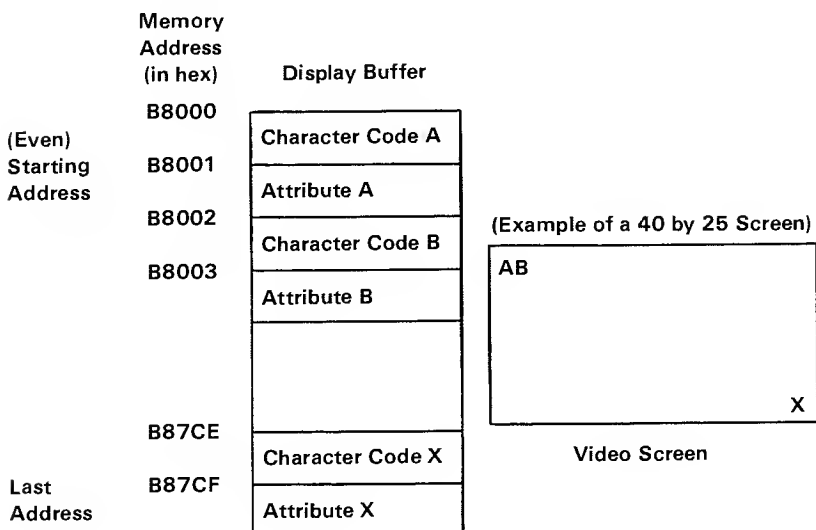 Memory
Address
(in hex)
Display Buffer
B8000
(Even)
Starting
Address
Character Code A
B8001
Attribute A
B8002
Character Code B
B8003
Attribute B
(Example of a 40 by 25 Screen)
AB
X
Video Screen
B87CE
Character Code X
Last
Address
B87CF
Attribute X